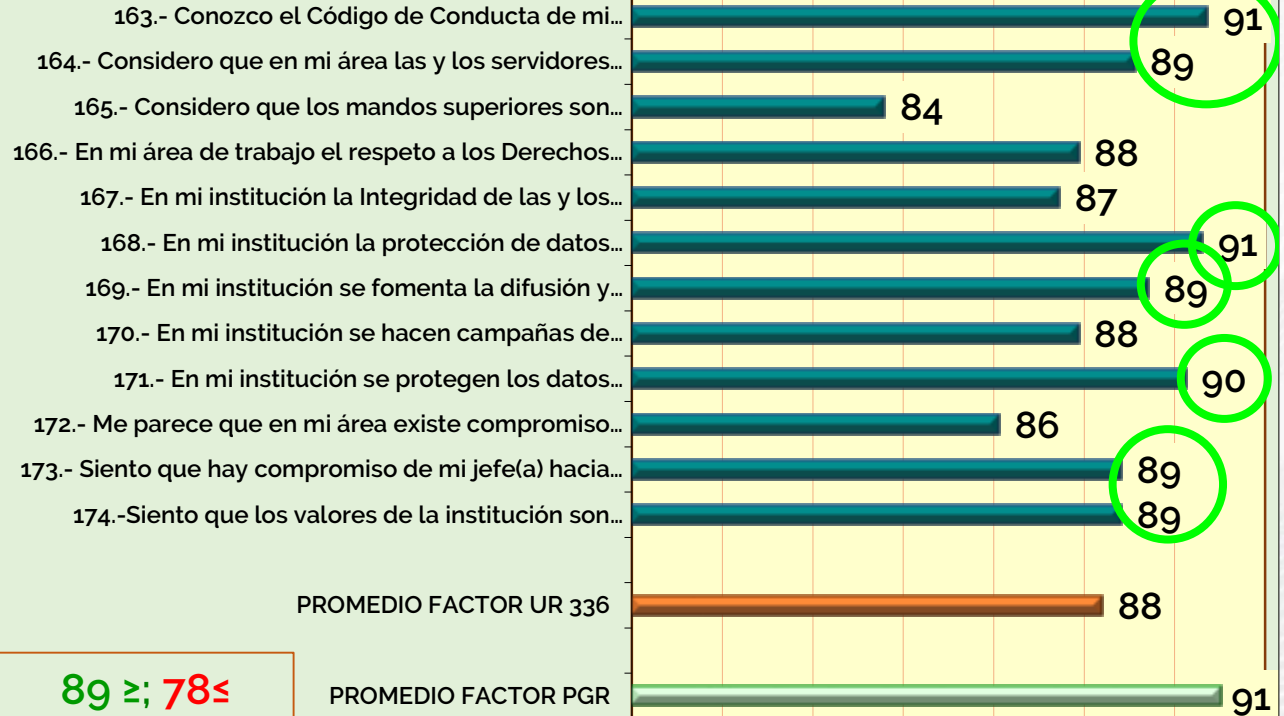 163.- Conozco el Código de Conducta de mi... 91
164.- Considero que en mi área las y los servidores... 89
165.- Considero que los mandos superiores son... 84
166.- En mi área de trabajo el respeto a los Derechos... 88
167.- En mi institución la Integridad de las y los... 87
168.- En mi institución la protección de datos... 91
169.- En mi institución se fomenta la difusión y... 89
170.- En mi institución se hacen campañas de... 88
171.- En mi institución se protegen los datos... 90
172.- Me parece que en mi área existe compromiso... 86
173.- Siento que hay compromiso de mi jefe(a) hacia... 89
174.-Siento que los valores de la institución son... 89
PROMEDIO FACTOR UR 336 88
89 ≥; 78≤
PROMEDIO FACTOR PGR 91